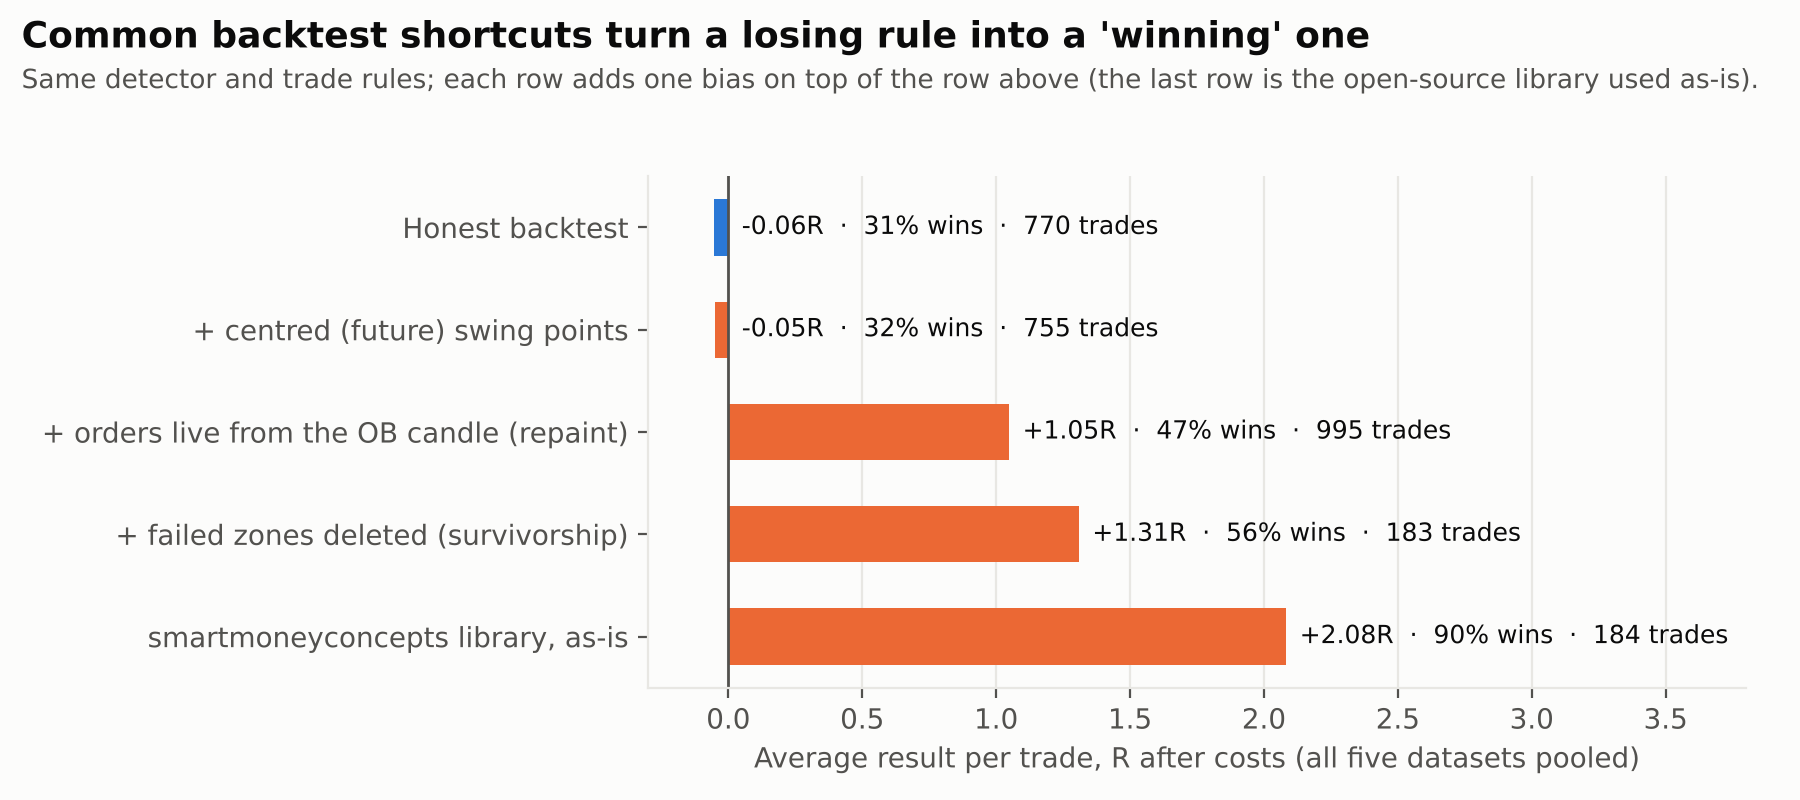 Common backtest shortcuts turn a losing rule into a 'winning' one
Same detector and trade rules; each row adds one bias on top of the row above (the last row is the open-source library used as-is).
Honest backtest
-0.06R · 31% wins · 770 trades
+ centred (future) swing points
-0.05R · 32% wins · 755 trades
+ orders live from the OB candle (repaint)
+1.05R · 47% wins · 995 trades
+ failed zones deleted (survivorship)
+1.31R · 56% wins · 183 trades
smartmoneyconcepts library, as-is
+2.08R · 90% wins · 184 trades
0.0 0.5 1.0 1.5 2.0 2.5 3.0 3.5
Average result per trade, R after costs (all five datasets pooled)